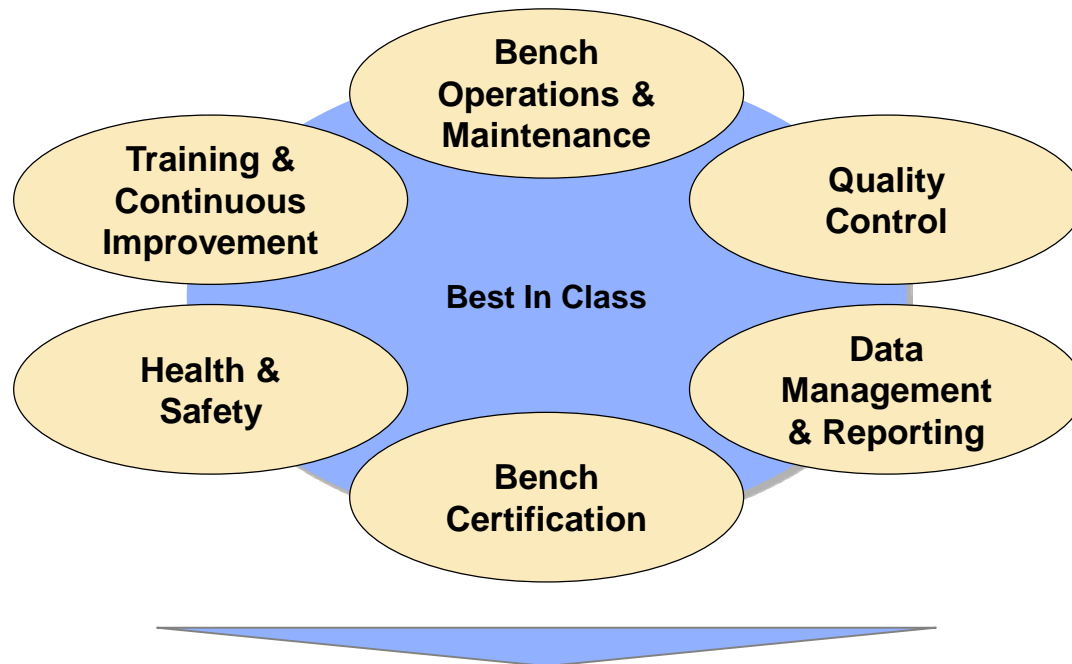 Bench
Operations &
Maintenance
Training &
Continuous
Improvement
Quality
Control
Best In Class
Health &
Safety
Data
Management
& Reporting
Bench
Certification